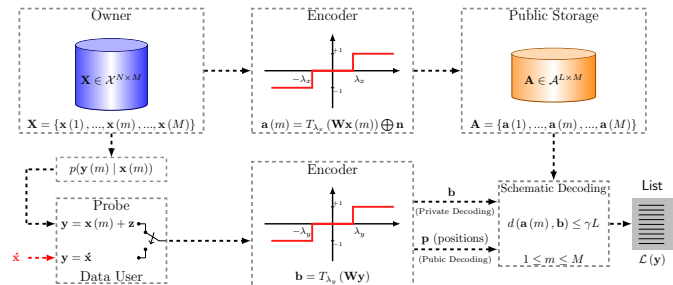 Owner
X ∈ 𝒳^{N×M}
X = {x (1) , ..., x (m) , ..., x (M)}
Encoder
+1
−λ_x
λ_x
−1
a (m) = T_{λ_x} (Wx (m)) ⨁ n
Public Storage
A ∈ 𝒜^{L×M}
A = {a (1) , ..., a (m) , ..., a (M)}
p(y (m) | x (m))
Probe
y = x (m) + z
x́
y = x́
Data User
Encoder
+1
−λ_y
λ_y
−1
b = T_{λ_y} (Wy)
b
(Private Decoding)
p (positions)
(Pubic Decoding)
Schematic Decoding
d (a (m) , b) ≤ γL
1 ≤ m ≤ M
List
ℒ (y)